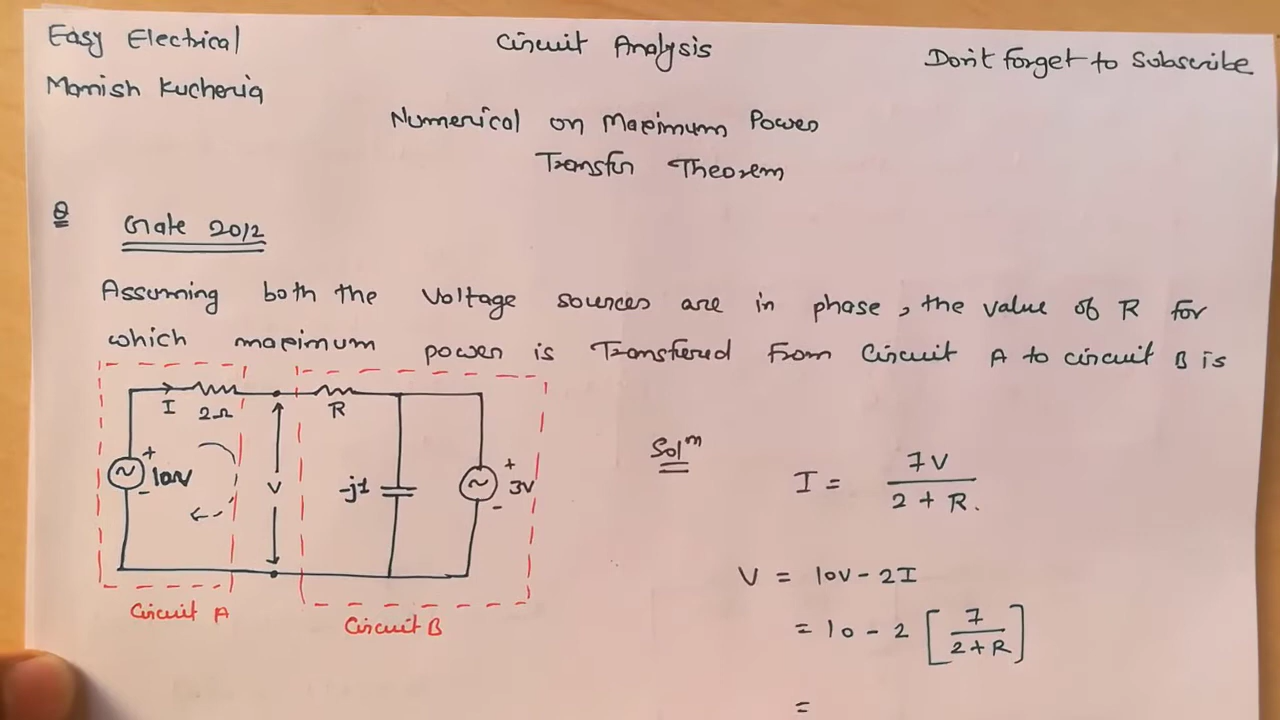 Easy Electrical
Manish Kucheria
Circuit Analysis
Don't forget to Subscribe
Numerical on Maximum Power
Transfer Theorem
Q
Gate 2012
Assuming both the voltage sources are in phase, the value of R for
which maximum power is Transfered from circuit A to circuit B is
I
2Ω
R
+
10V
-
V
-j1
+
3V
-
Circuit A
Circuit B
Solⁿ
I = 7V / 2 + R.
V = 10V - 2I
= 10 - 2 [ 7 / 2 + R ]
=